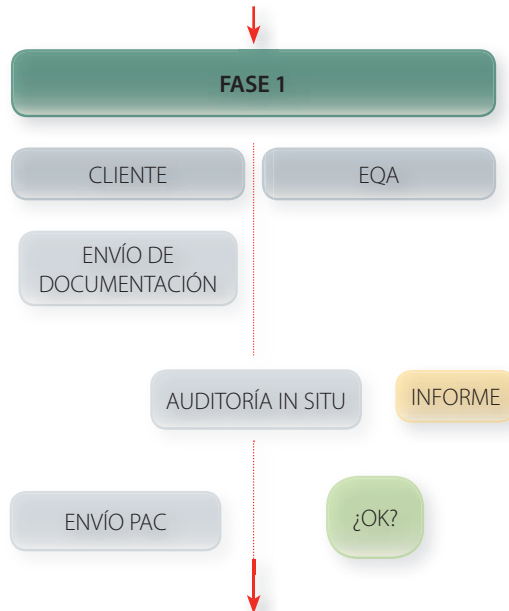 FASE 1
CLIENTE
EQA
ENVÍO DE
DOCUMENTACIÓN
AUDITORÍA IN SITU
INFORME
ENVÍO PAC
¿OK?